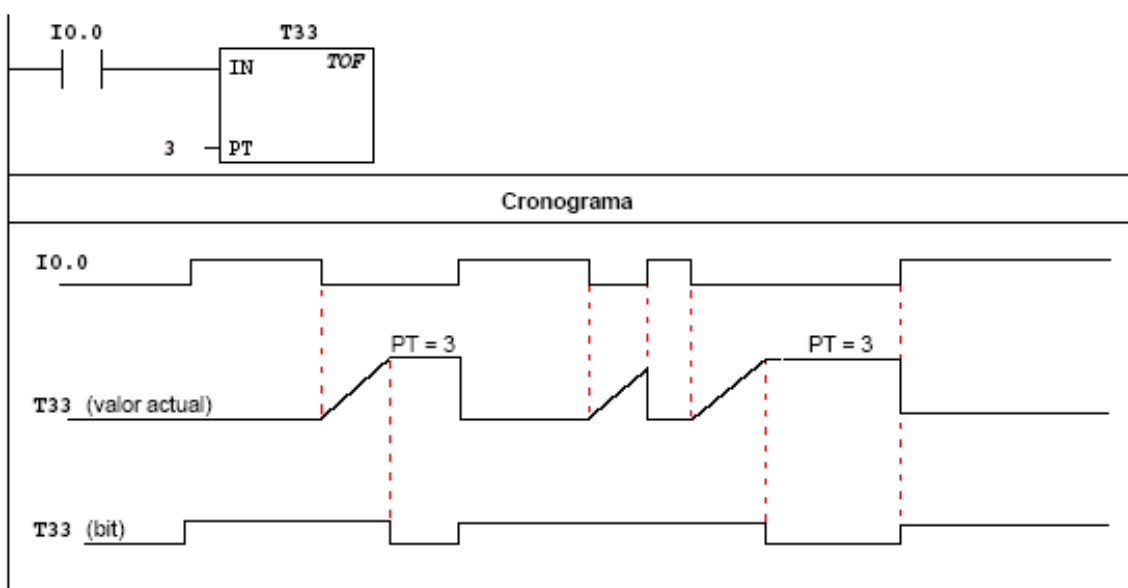 I0.0
T33
IN
TOF
3
PT
Cronograma
I0.0
PT = 3
PT = 3
T33 (valor actual)
T33 (bit)